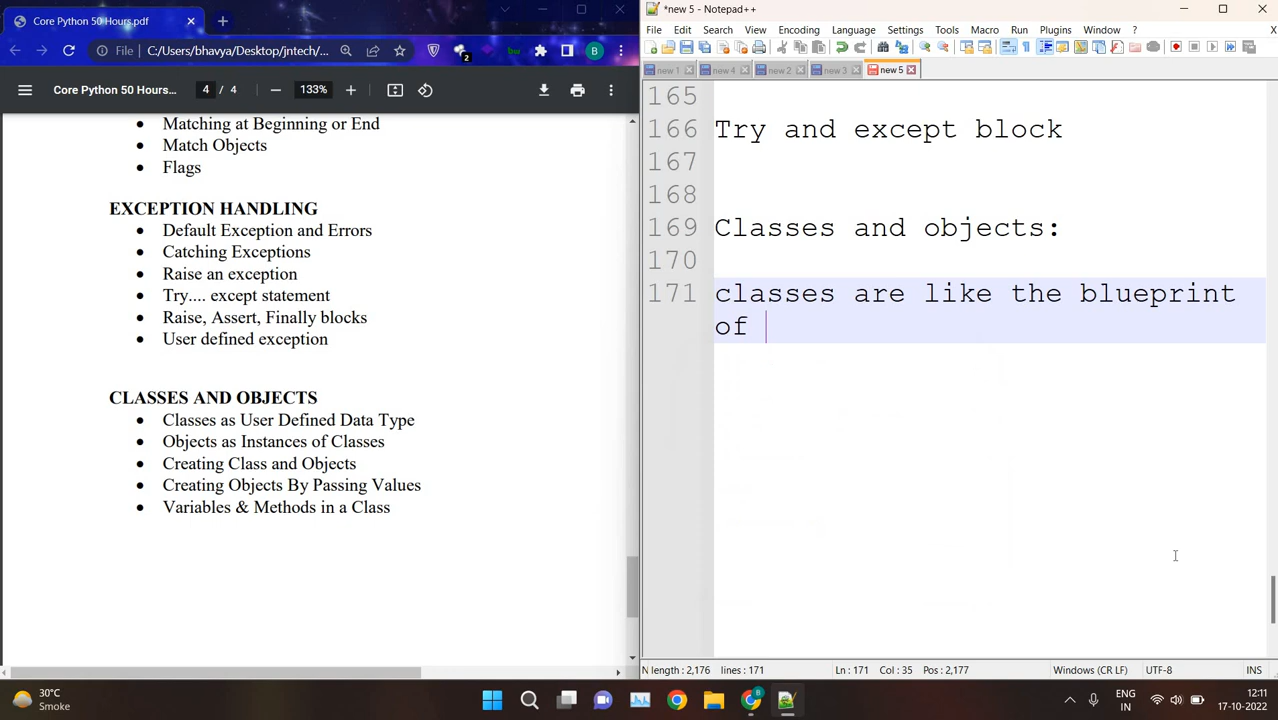 Core Python 50 Hours.pdf
*new 5 - Notepad++
File
C:/Users/bhavya/Desktop/jntech/...
2
B
File Edit Search View Encoding Language Settings Tools Macro Run Plugins Window ?
X
Core Python 50 Hours...
4 / 4
133%
new 1
new 4
new 2
new 3
new 5
• Matching at Beginning or End
• Match Objects
• Flags
EXCEPTION HANDLING
• Default Exception and Errors
• Catching Exceptions
• Raise an exception
• Try.... except statement
• Raise, Assert, Finally blocks
• User defined exception
CLASSES AND OBJECTS
• Classes as User Defined Data Type
• Objects as Instances of Classes
• Creating Class and Objects
• Creating Objects By Passing Values
• Variables & Methods in a Class
165
166 Try and except block
167
168
169 Classes and objects:
170
171 classes are like the blueprint
of
N length : 2,176 lines : 171
Ln : 171 Col : 35 Pos : 2,177
Windows (CR LF)
UTF-8
INS
30°C
Smoke
B
ENG
IN
12:11
17-10-2022